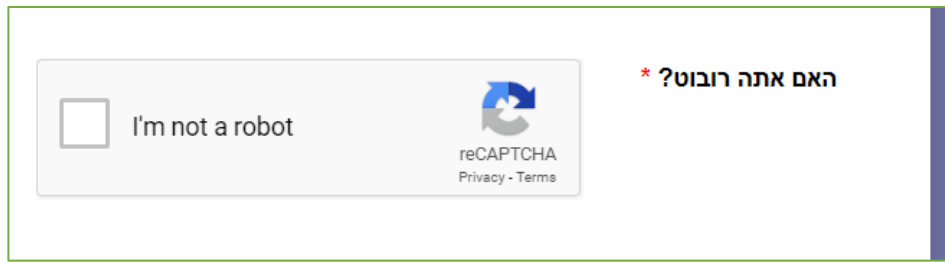 האם אתה רובוט? *
I'm not a robot
reCAPTCHA
Privacy - Terms